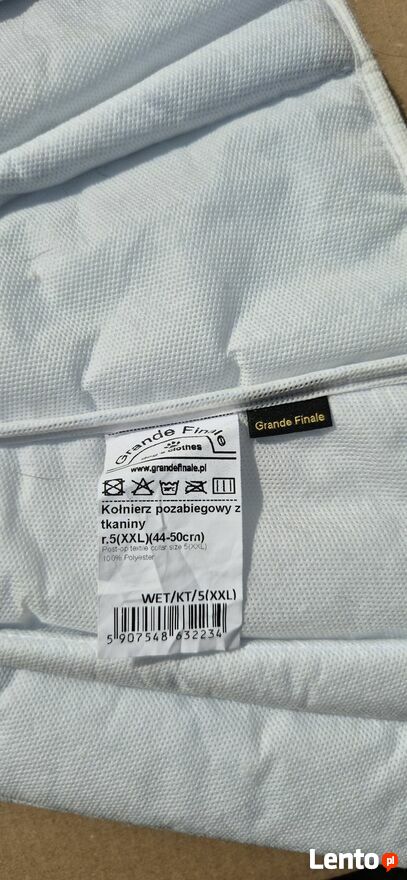 Grande Finale
dog's clothes
www.grandefinale.pl
Grande Finale
Kołnierz pozabiegowy z
tkaniny
r.5(XXL)(44-50cm)
Post-op textile collar size 5(XXL)
100% Polyester
WET/KT/5(XXL)
5 907548 632234
Lento.pl